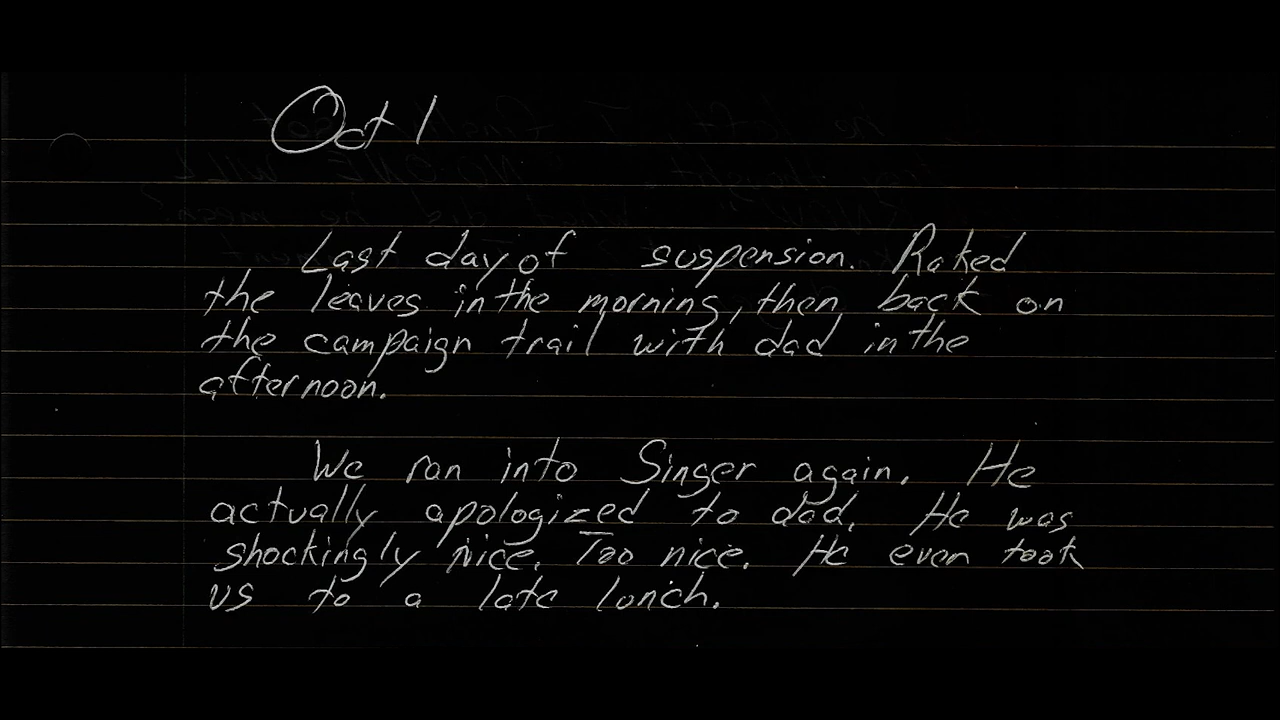 Oct 1
Last day of suspension. Raked
the leaves in the morning, then back on
the campaign trail with dad in the
afternoon.
We ran into Singer again. He
actually apologized to dad. He was
shockingly nice. Too nice. He even took
us to a late lunch.